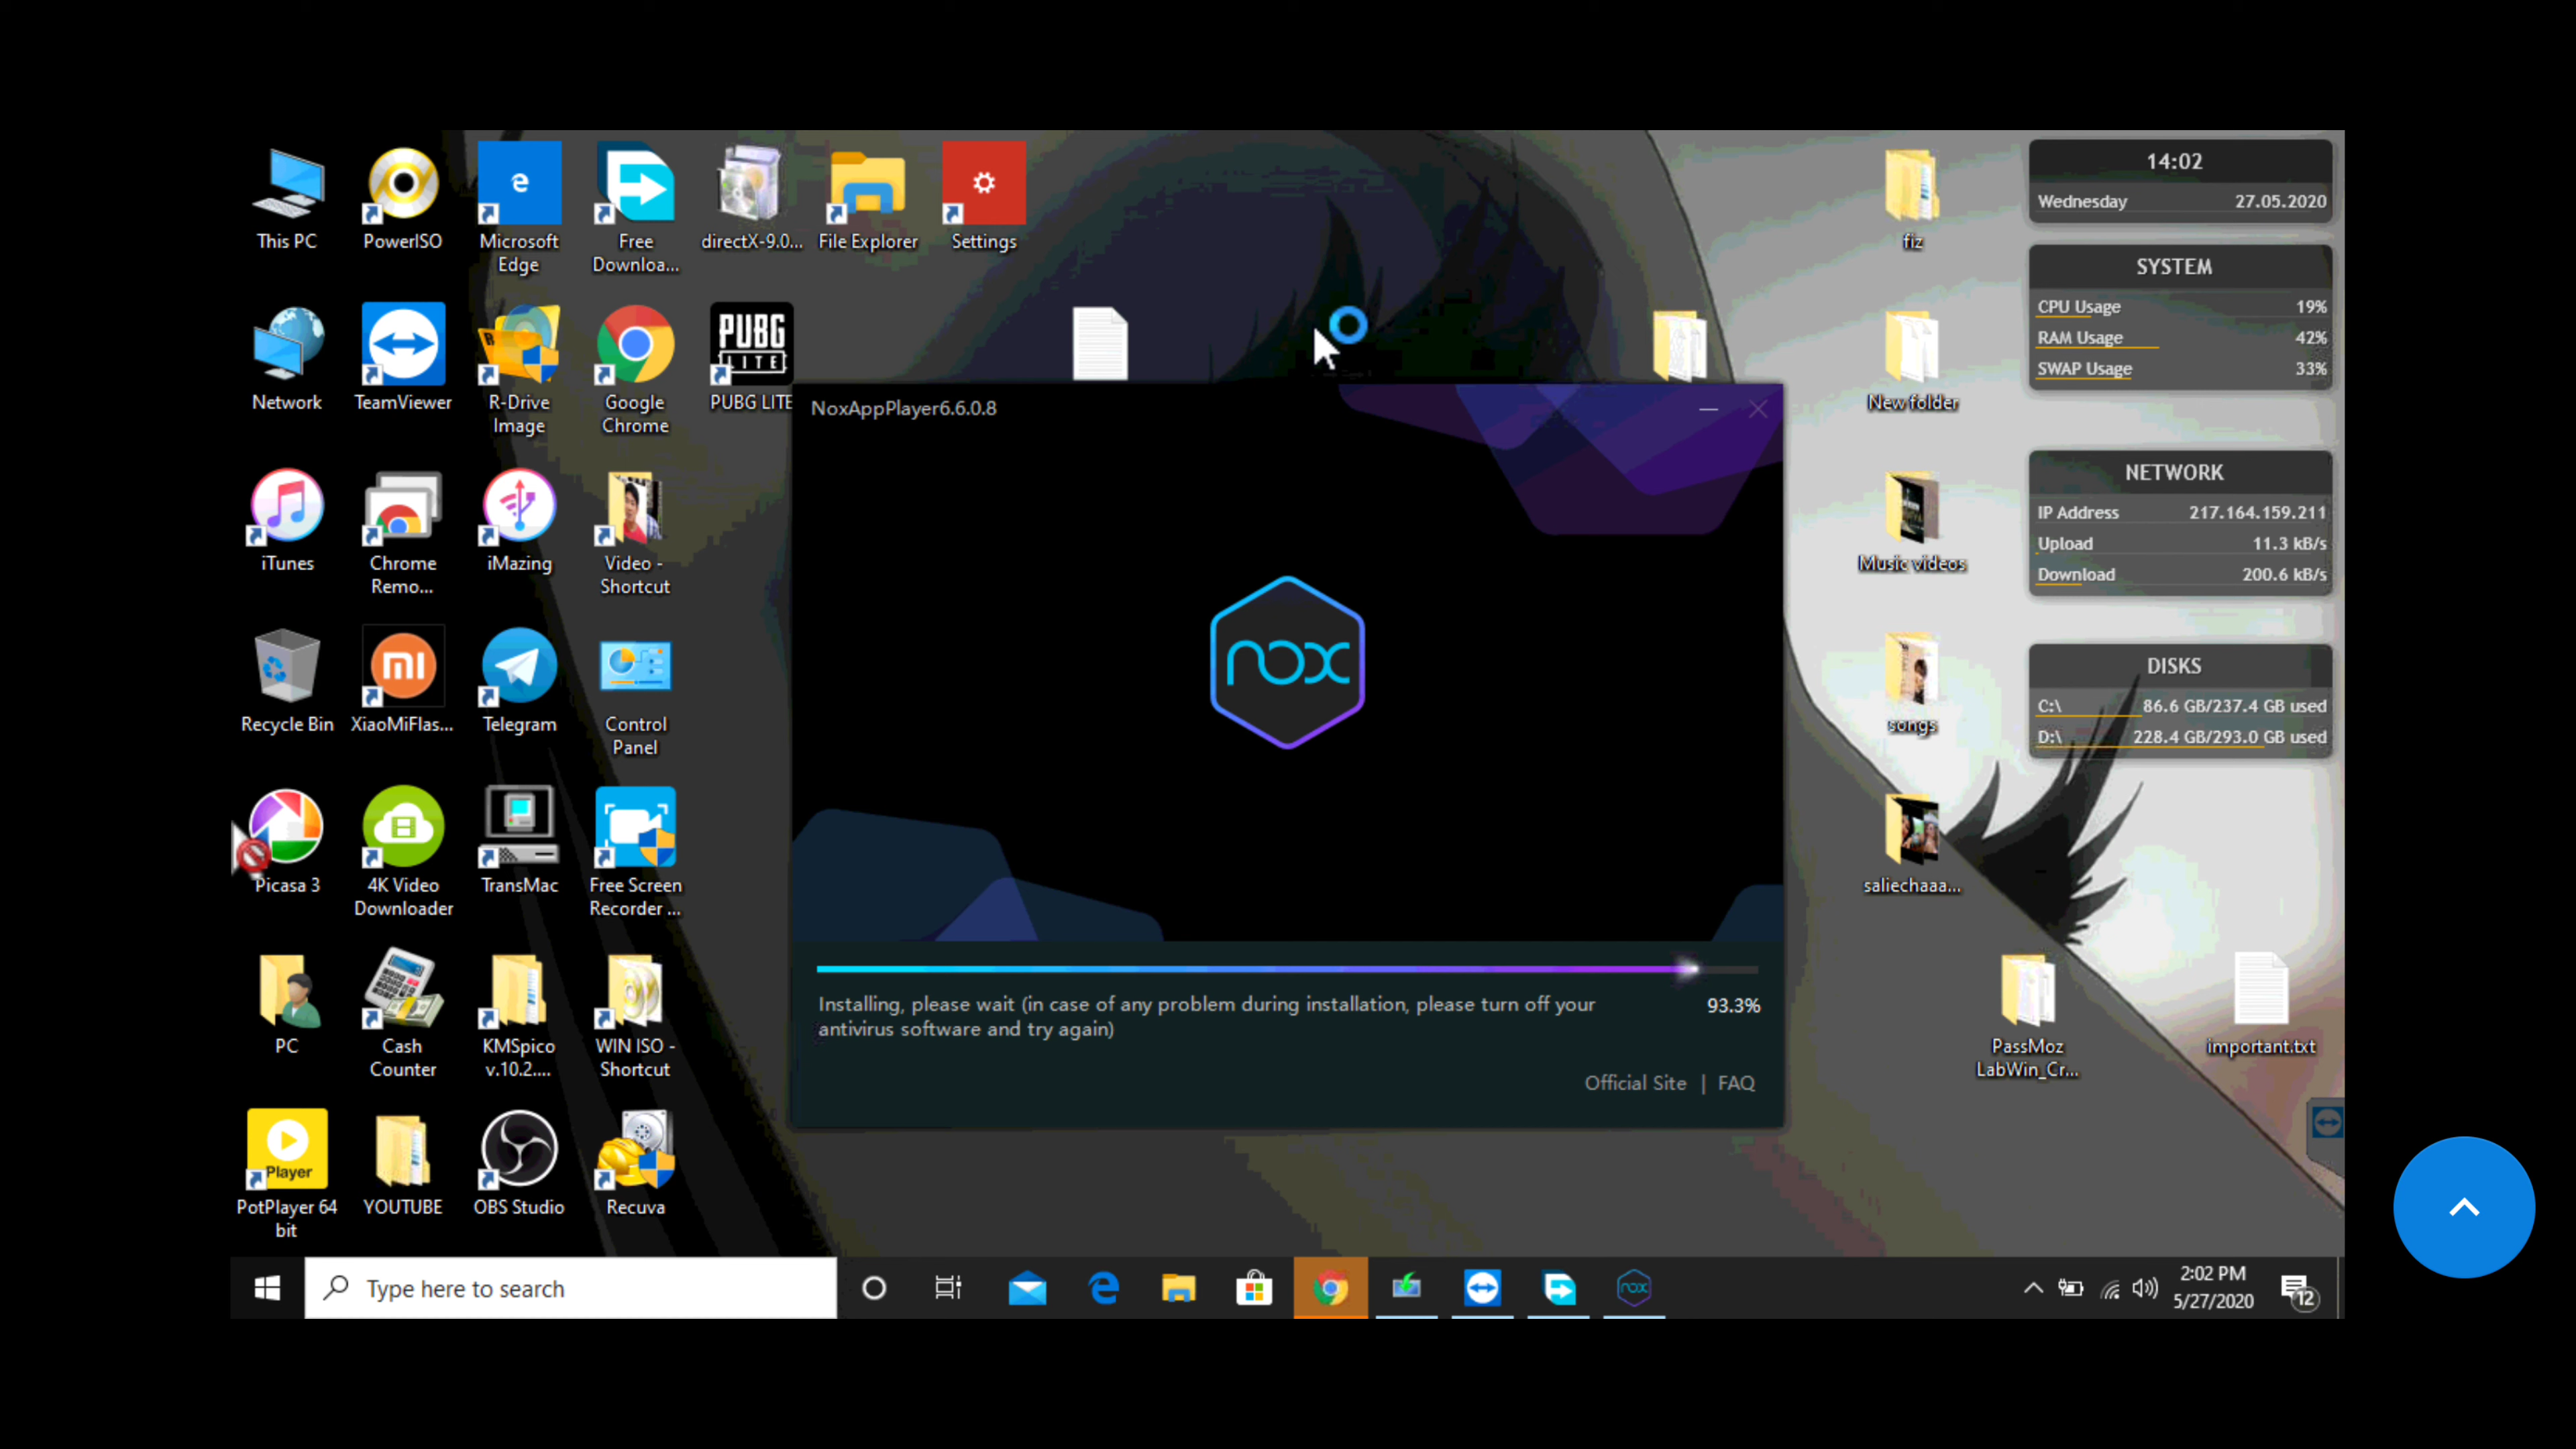 This PC
PowerISO
Microsoft
Edge
Free
Downloa...
directX-9.0...
File Explorer
Settings
Network
TeamViewer
R-Drive
Image
Google
Chrome
PUBG
LITE
PUBG LITE
iTunes
Chrome
Remo...
iMazing
Video -
Shortcut
Recycle Bin
XiaoMiFlas...
Telegram
Control
Panel
Picasa 3
4K Video
Downloader
TransMac
Free Screen
Recorder ...
PC
Cash
Counter
KMSpico
v.10.2....
WIN ISO -
Shortcut
Player
PotPlayer 64
bit
YOUTUBE
OBS Studio
Recuva
NoxAppPlayer6.6.0.8
nox
Installing, please wait (in case of any problem during installation, please turn off your
antivirus software and try again)
93.3%
Official Site | FAQ
fiz
New folder
Music videos
songs
saliechaaa...
PassMoz
LabWin_Cr...
important.txt
14:02
Wednesday 27.05.2020
SYSTEM
CPU Usage 19%
RAM Usage 42%
SWAP Usage 33%
NETWORK
IP Address 217.164.159.211
Upload 11.3 kB/s
Download 200.6 kB/s
DISKS
C:\ 86.6 GB/237.4 GB used
D:\ 228.4 GB/293.0 GB used
Type here to search
nox
2:02 PM
5/27/2020
12